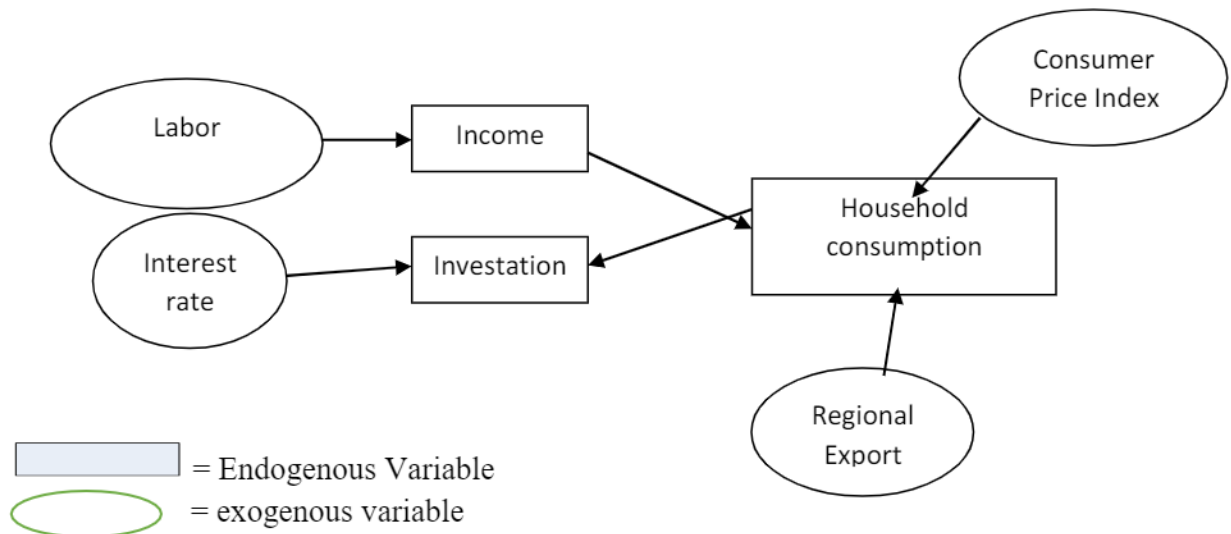 Labor
Income
Consumer
Price Index
Household
consumption
Interest
rate
Investation
Regional
Export
= Endogenous Variable
= exogenous variable